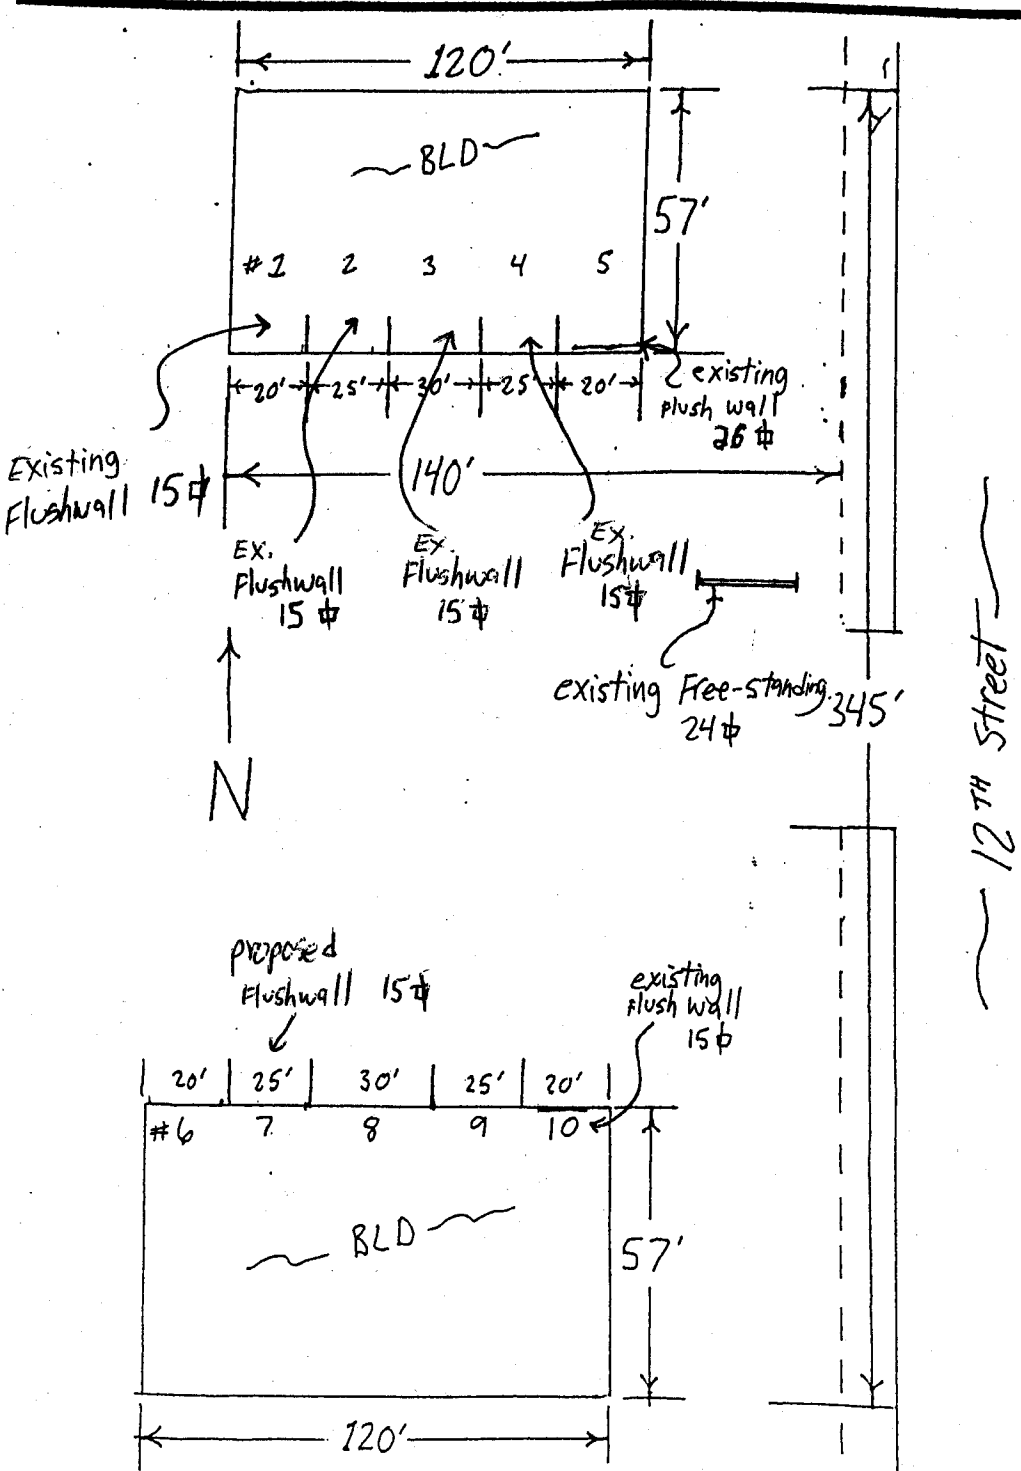 120'
BLD
57'
#1 2 3 4 5
20' 25' 30' 25' 20'
existing
flush wall
26 ⌷
140'
Existing
Flushwall 15 ⌷
Ex.
Flushwall
15 ⌷
Ex.
Flushwall
15 ⌷
Ex.
Flushwall
15 ⌷
existing Free-standing
24 ⌷
345'
12TH Street
N
proposed
Flushwall 15 ⌷
existing
flush wall
15 ⌷
20' 25' 30' 25' 20'
#6 7 8 9 10
BLD
57'
120'